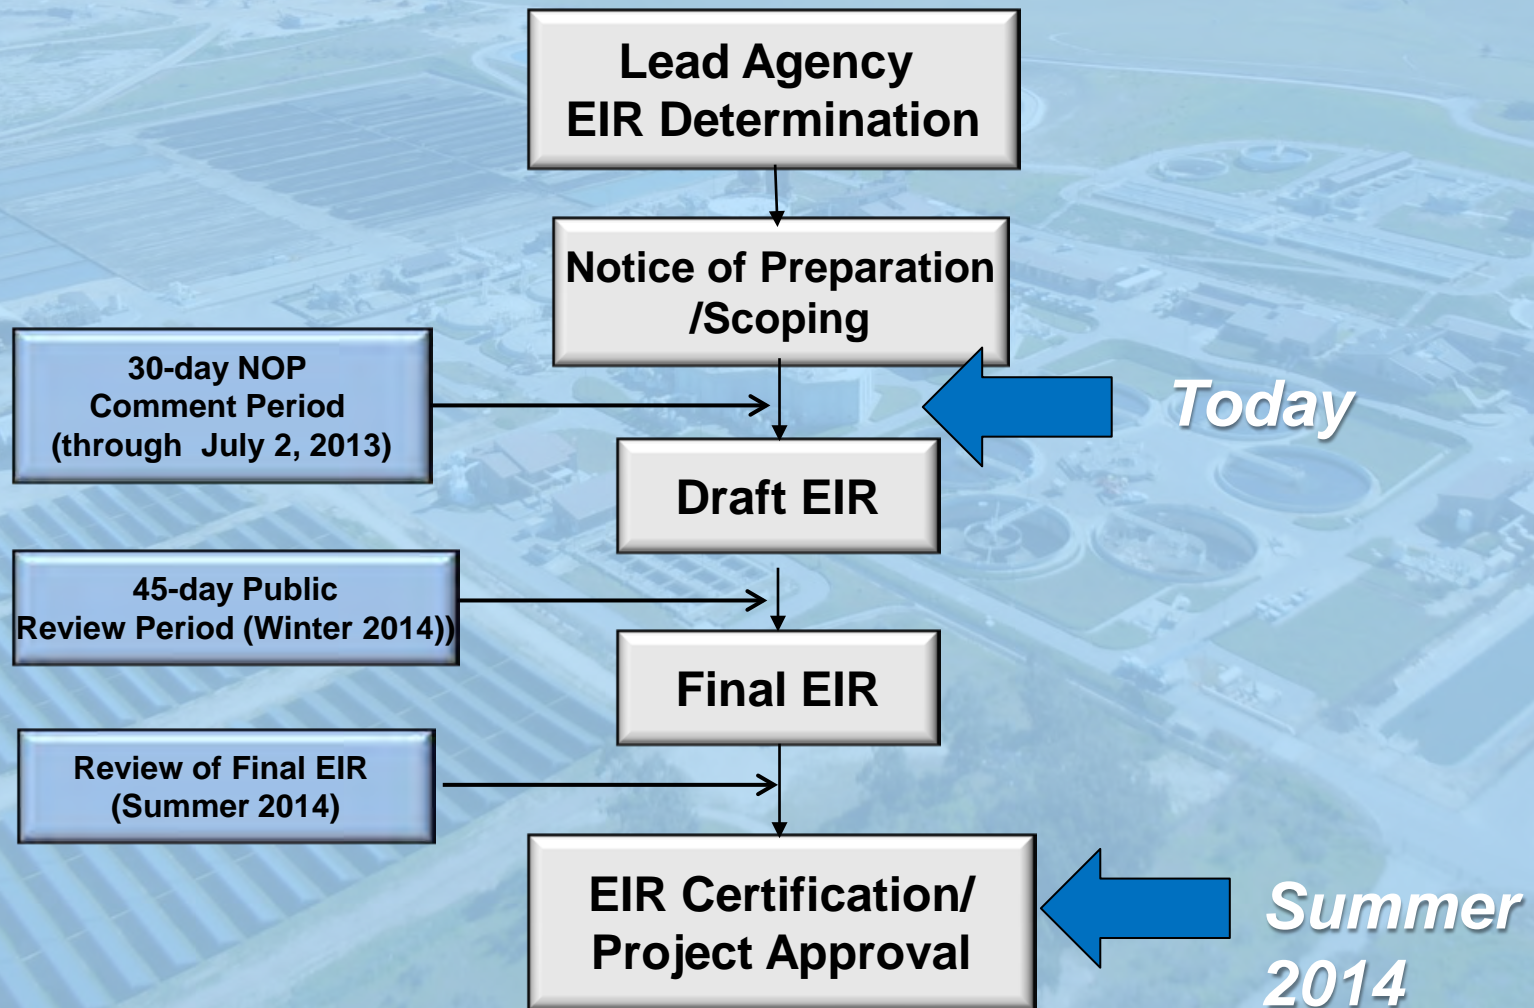 Lead Agency
EIR Determination
Notice of Preparation
/Scoping
30-day NOP
Comment Period
(through  July 2, 2013)
Today
Draft EIR
45-day Public
Review Period (Winter 2014))
Final EIR
Review of Final EIR
(Summer 2014)
EIR Certification/
Project Approval
Summer
2014